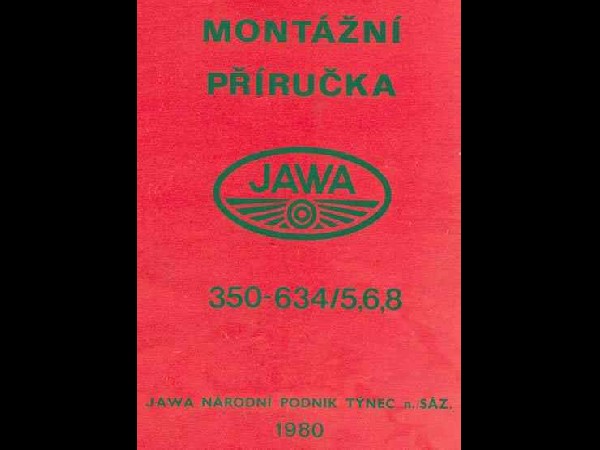 MONTÁŽNÍ
PŘÍRUČKA
JAWA
350-634/5,6,8
JAWA NÁRODNÍ PODNIK TÝNEC n./SÁZ.
1980